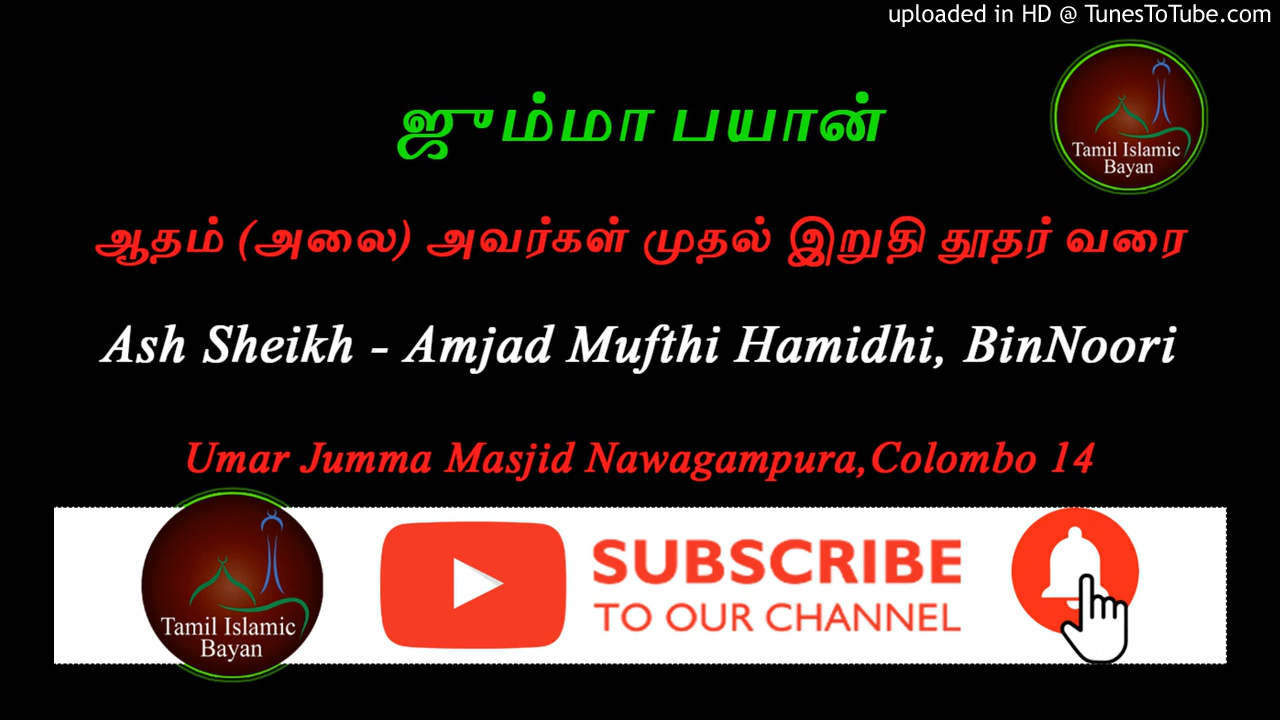 uploaded in HD @ TunesToTube.com
ஜும்மா பயான்
Tamil Islamic
Bayan
ஆதம் (அலை) அவர்கள் முதல் இறுதி தூதர் வரை
Ash Sheikh - Amjad Mufthi Hamidhi, BinNoori
Umar Jumma Masjid Nawagampura,Colombo 14
Tamil Islamic
Bayan
SUBSCRIBE
TO OUR CHANNEL